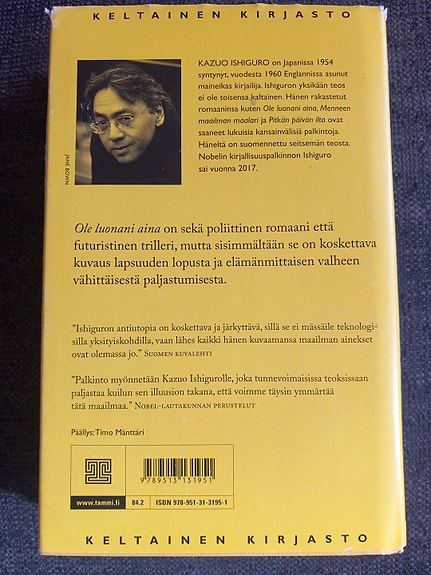 KELTAINEN KIRJASTO
KAZUO ISHIGURO on Japanissa 1954
syntynyt, vuodesta 1960 Englannissa asunut
maineikas kirjailija. Ishiguron yksikään teos
ei ole toisensa kaltainen. Hänen rakastetut
romaaninsa kuten Ole luonani aina, Menneen
maailman maalari ja Pitkän päivän ilta ovat
saaneet lukuisia kansainvälisiä palkintoja.
Häneltä on suomennettu seitsemän teosta.
Nobelin kirjallisuuspalkinnon Ishiguro
sai vuonna 2017.
JANE BOWN
Ole luonani aina on sekä poliittinen romaani että
futuristinen trilleri, mutta sisimmältään se on koskettava
kuvaus lapsuuden lopusta ja elämänmittaisen valheen
vähittäisestä paljastumisesta.
"Ishiguron antiutopia on koskettava ja järkyttävä, sillä se ei mässäile teknologi-
silla yksityiskohdilla, vaan lähes kaikki hänen kuvaamansa maailman ainekset
ovat olemassa jo." SUOMEN KUVALEHTI
"Palkinto myönnetään Kazuo Ishigurolle, joka tunnevoimaisissa teoksissaan
paljastaa kuilun sen illuusion takana, että voimme täysin ymmärtää
tätä maailmaa." NOBEL-LAUTAKUNNAN PERUSTELUT
Päällys: Timo Mänttäri
9789513131951
www.tammi.fi
84.2
ISBN 978-951-31-3195-1
KELTAINEN KIRJASTO